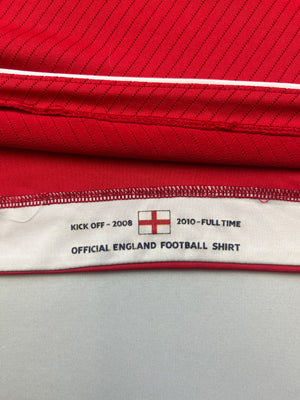 KICK OFF - 2008 2010 - FULL TIME
OFFICIAL ENGLAND FOOTBALL SHIRT